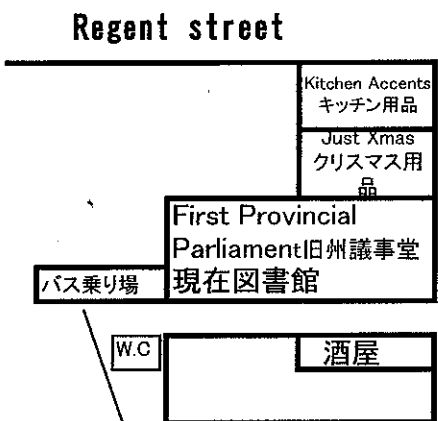 Regent street
Kitchen Accents
キッチン用品
Just Xmas
クリスマス用
品
First Provincial
Parliament旧州議事堂
現在図書館
バス乗り場
W.C
酒屋